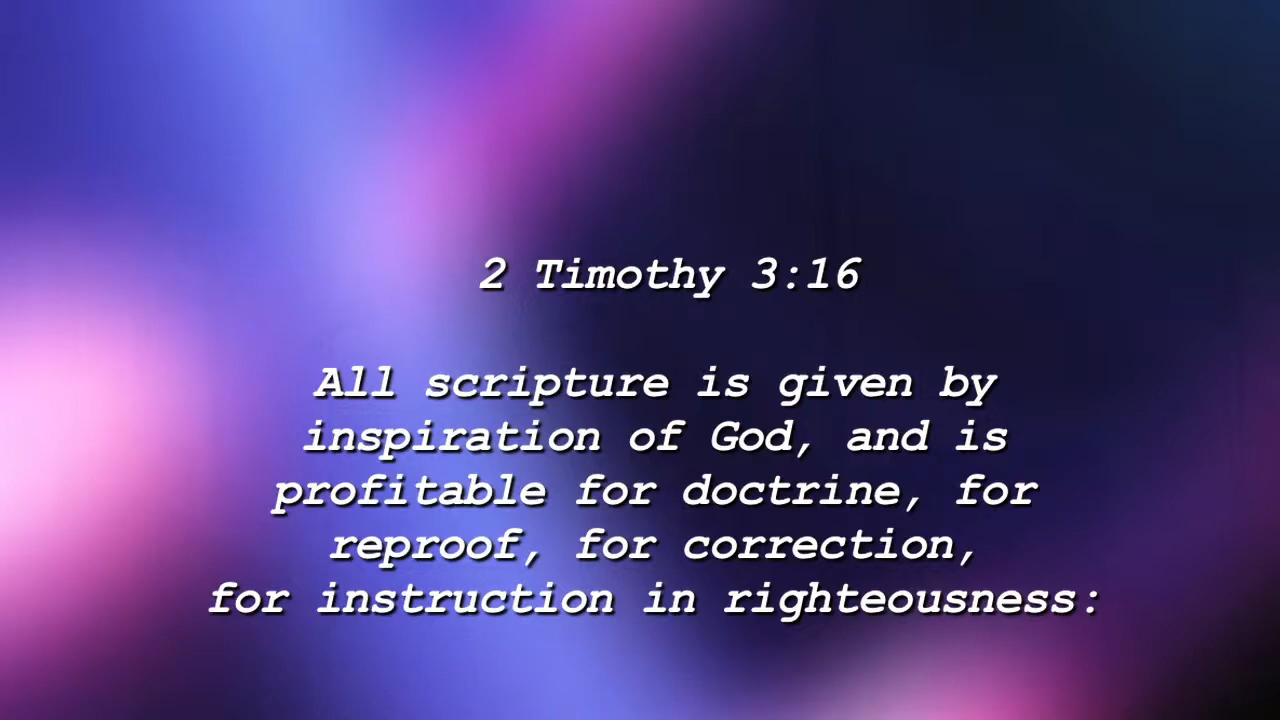 2 Timothy 3:16
All scripture is given by
inspiration of God, and is
profitable for doctrine, for
reproof, for correction,
for instruction in righteousness: